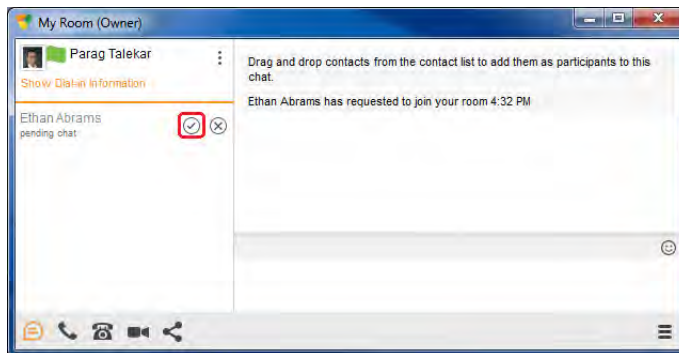 My Room (Owner)
Parag Talekar
Show Dial-in Information
Ethan Abrams
pending chat
Drag and drop contacts from the contact list to add them as participants to this
chat.
Ethan Abrams has requested to join your room 4:32 PM